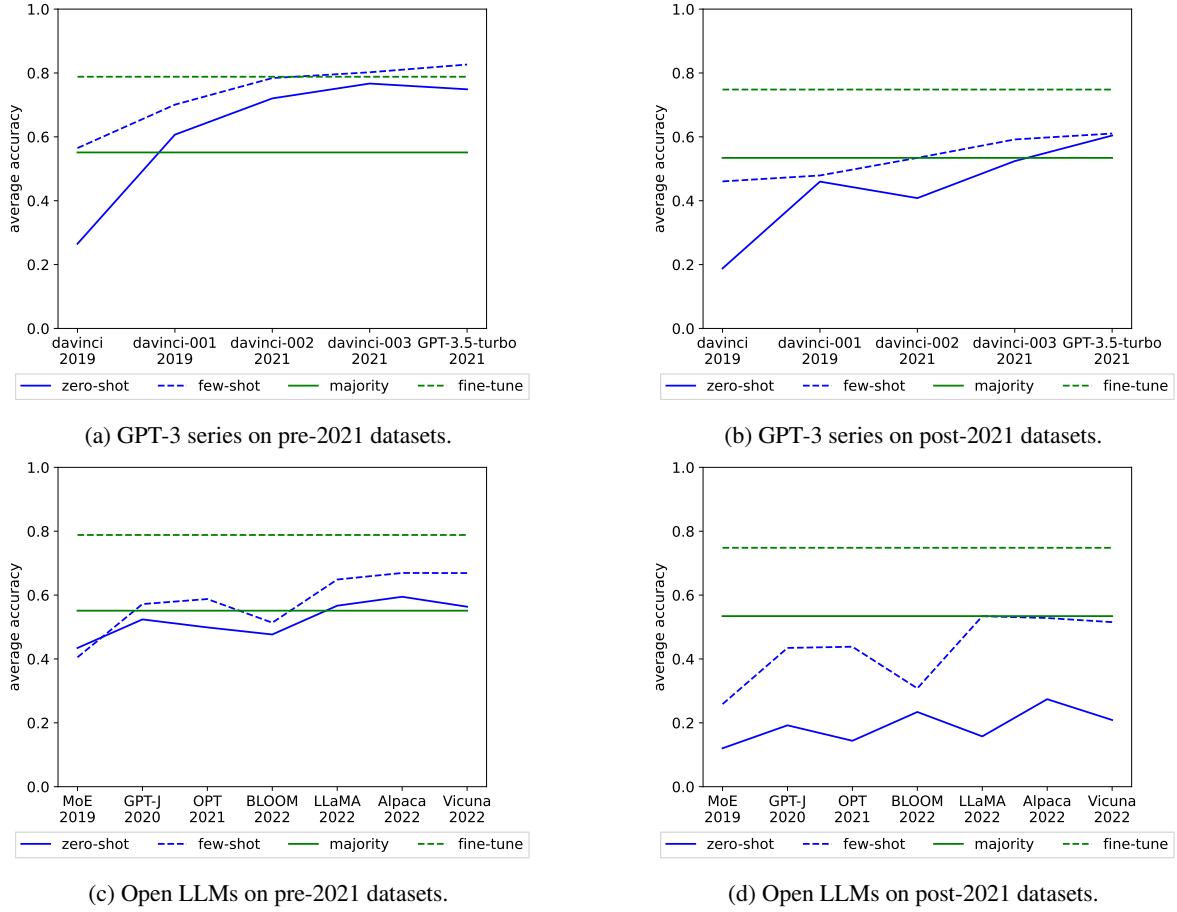 1.0
0.8
0.6
0.4
0.2
0.0
average accuracy
davinci davinci-001 davinci-002 davinci-003 GPT-3.5-turbo
2019 2019 2021 2021 2021
zero-shot few-shot majority fine-tune
(a) GPT-3 series on pre-2021 datasets.
1.0
0.8
0.6
0.4
0.2
0.0
average accuracy
davinci davinci-001 davinci-002 davinci-003 GPT-3.5-turbo
2019 2019 2021 2021 2021
zero-shot few-shot majority fine-tune
(b) GPT-3 series on post-2021 datasets.
1.0
0.8
0.6
0.4
0.2
0.0
average accuracy
MoE GPT-J OPT BLOOM LLaMA Alpaca Vicuna
2019 2020 2021 2022 2022 2022 2022
zero-shot few-shot majority fine-tune
(c) Open LLMs on pre-2021 datasets.
1.0
0.8
0.6
0.4
0.2
0.0
average accuracy
MoE GPT-J OPT BLOOM LLaMA Alpaca Vicuna
2019 2020 2021 2022 2022 2022 2022
zero-shot few-shot majority fine-tune
(d) Open LLMs on post-2021 datasets.